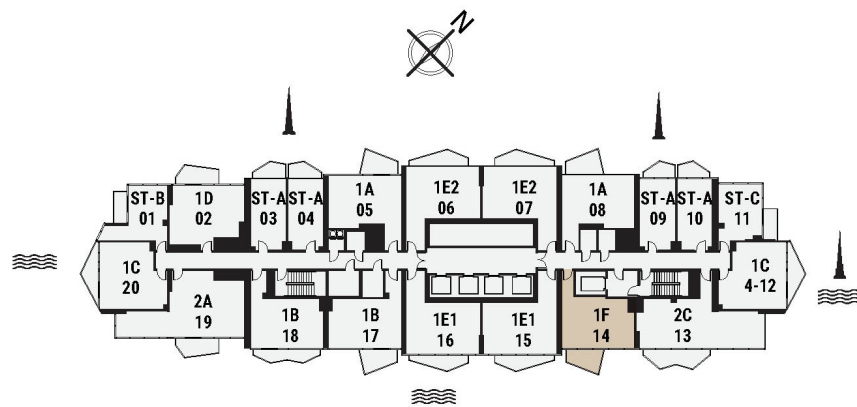 N
ST-B
01
1D
02
ST-A
03
ST-A
04
1A
05
1E2
06
1E2
07
1A
08
ST-A
09
ST-A
10
ST-C
11
1C
20
1C
4-12
2A
19
1B
18
1B
17
1E1
16
1E1
15
1F
14
2C
13